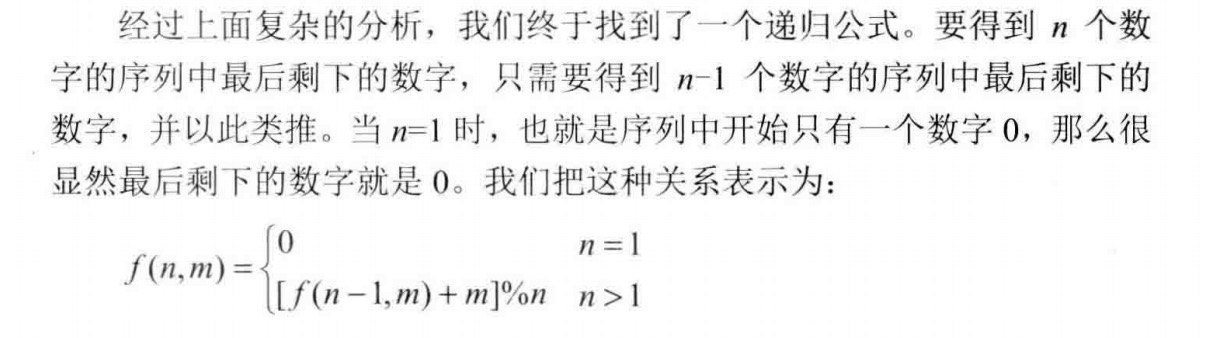 经过上面复杂的分析，我们终于找到了一个递归公式。要得到 n 个数
字的序列中最后剩下的数字，只需要得到 n-1 个数字的序列中最后剩下的
数字，并以此类推。当 n=1 时，也就是序列中开始只有一个数字 0，那么很
显然最后剩下的数字就是 0。我们把这种关系表示为：
f(n,m)={0 n=1
[f(n-1,m)+m]%n n>1